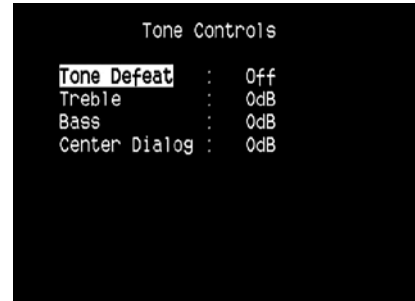 Tone Controls
Tone Defeat : Off
Treble : 0dB
Bass : 0dB
Center Dialog : 0dB